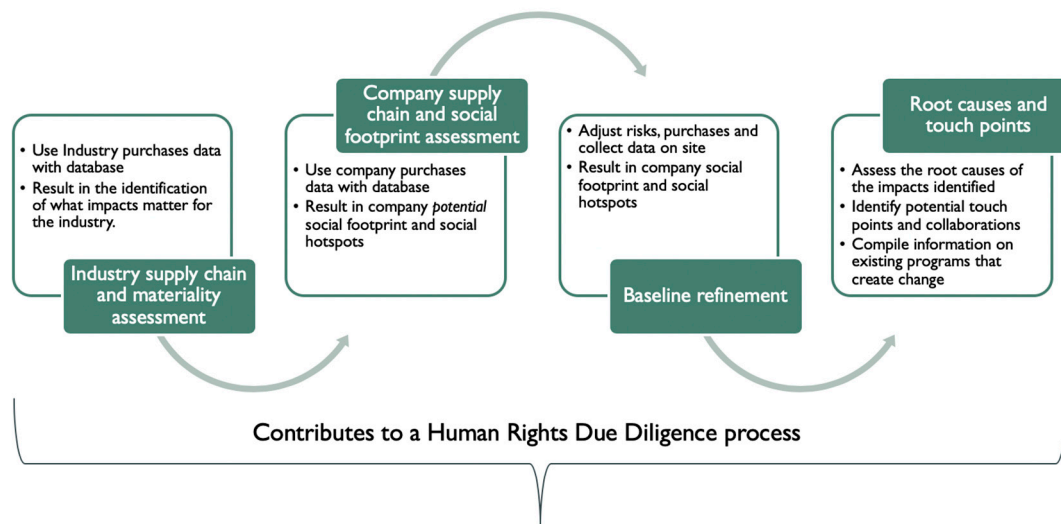 • Use Industry purchases data
with database
• Result in the identification
of what impacts matter for
the industry.
Industry supply chain
and materiality
assessment
Company supply
chain and social
footprint assessment
• Use company purchases
data with database
• Result in company potential
social footprint and social
hotspots
• Adjust risks, purchases and
collect data on site
• Result in company social
footprint and social
hotspots
Baseline refinement
Root causes and
touch points
• Assess the root causes of
the impacts identified
• Identify potential touch
points and collaborations
• Compile information on
existing programs that
create change
Contributes to a Human Rights Due Diligence process